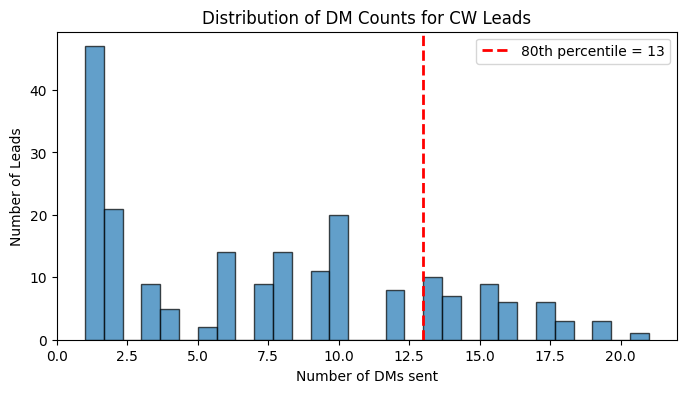 Distribution of DM Counts for CW Leads
80th percentile = 13
Number of Leads
40
30
20
10
0
0.0 2.5 5.0 7.5 10.0 12.5 15.0 17.5 20.0
Number of DMs sent